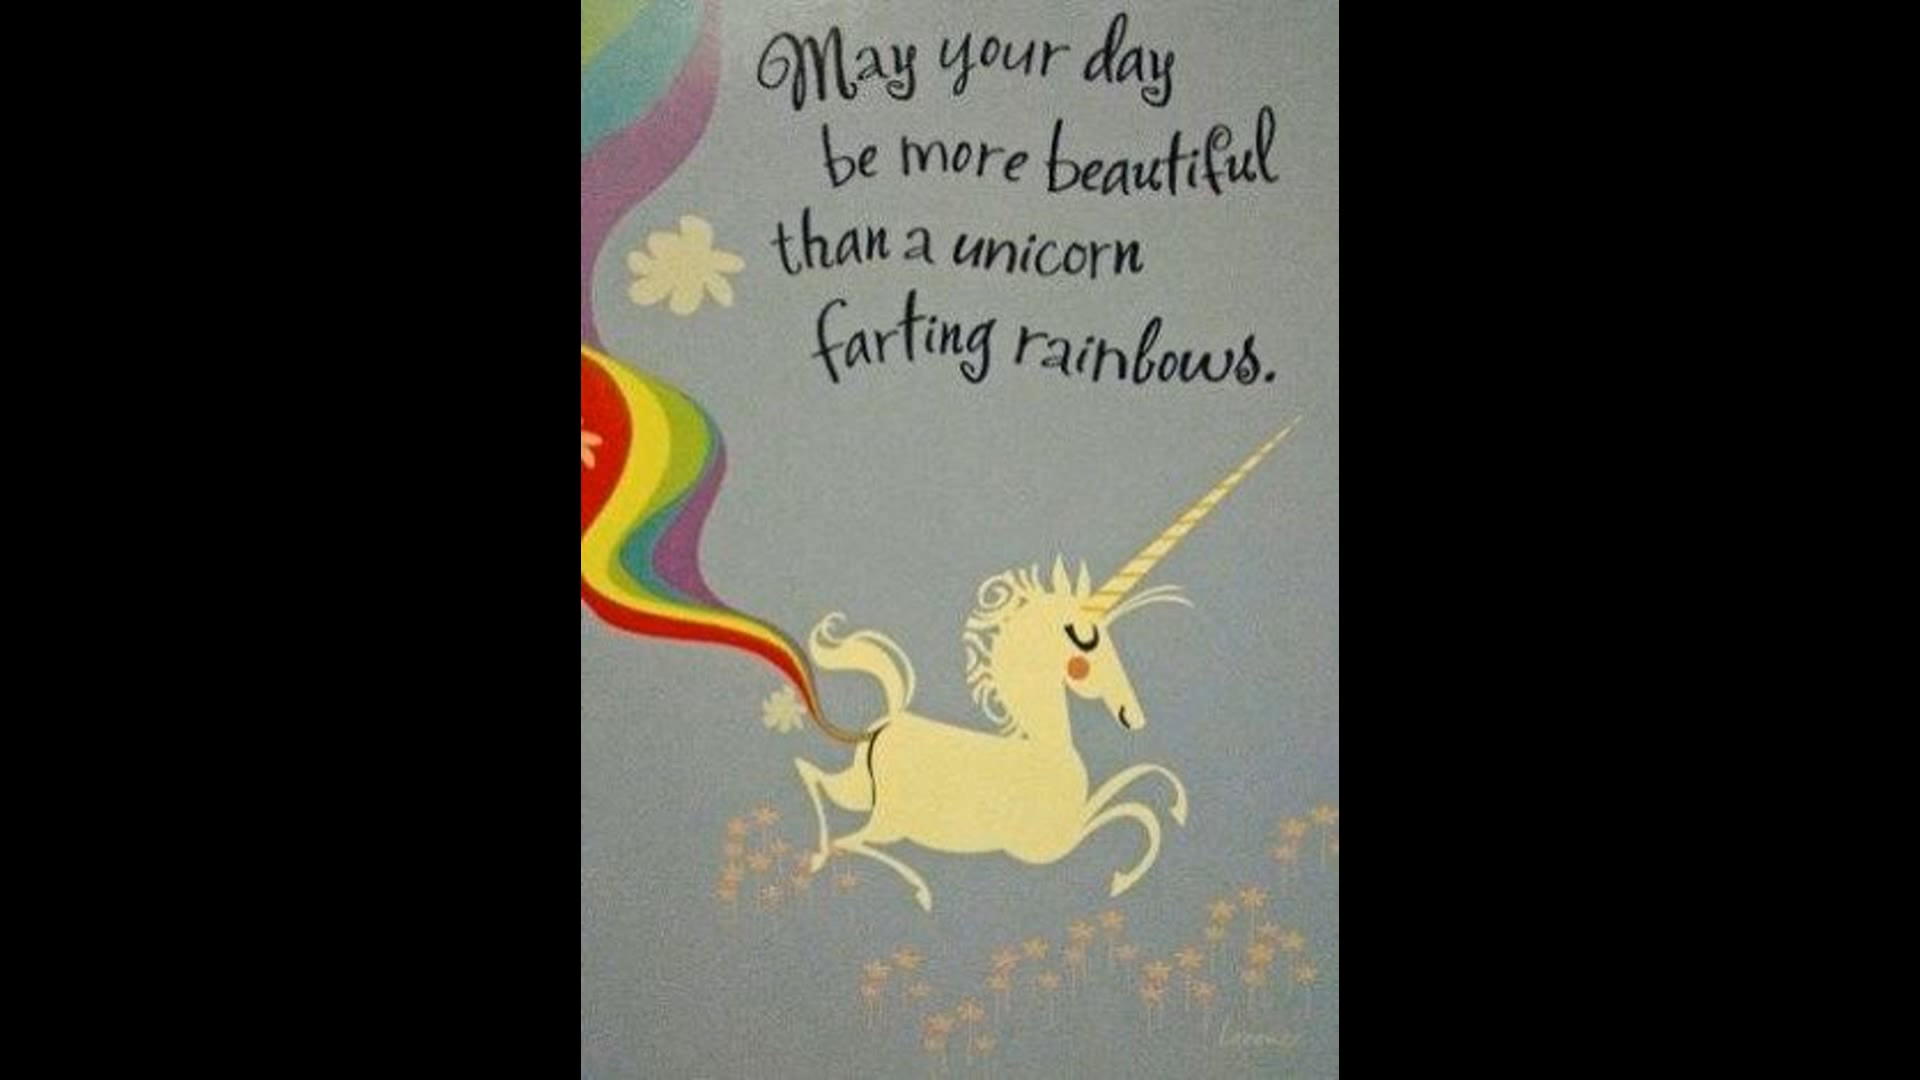 May your day
be more beautiful
than a unicorn
farting rainbows.